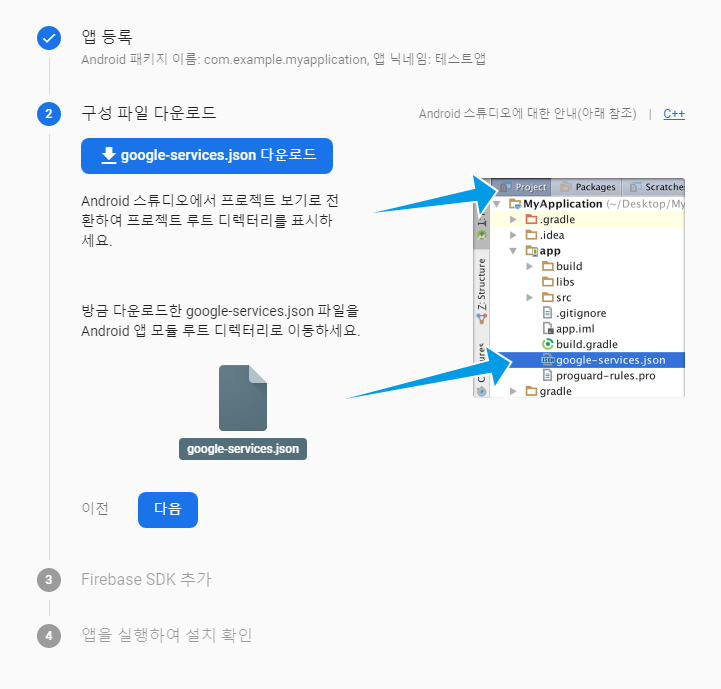 앱 등록
Android 패키지 이름: com.example.myapplication, 앱 닉네임: 테스트앱
2
구성 파일 다운로드
Android 스튜디오에 대한 안내(아래 참조) | C++
google-services.json 다운로드
Android 스튜디오에서 프로젝트 보기로 전
환하여 프로젝트 루트 디렉터리를 표시하
세요.
방금 다운로드한 google-services.json 파일을
Android 앱 모듈 루트 디렉터리로 이동하세요.
google-services.json
Project Packages Scratche
MyApplication (~/Desktop/My
.gradle
.idea
app
build
libs
src
.gitignore
app.iml
build.gradle
google-services.json
proguard-rules.pro
gradle
Z: Structure
이전
다음
3
Firebase SDK 추가
4
앱을 실행하여 설치 확인